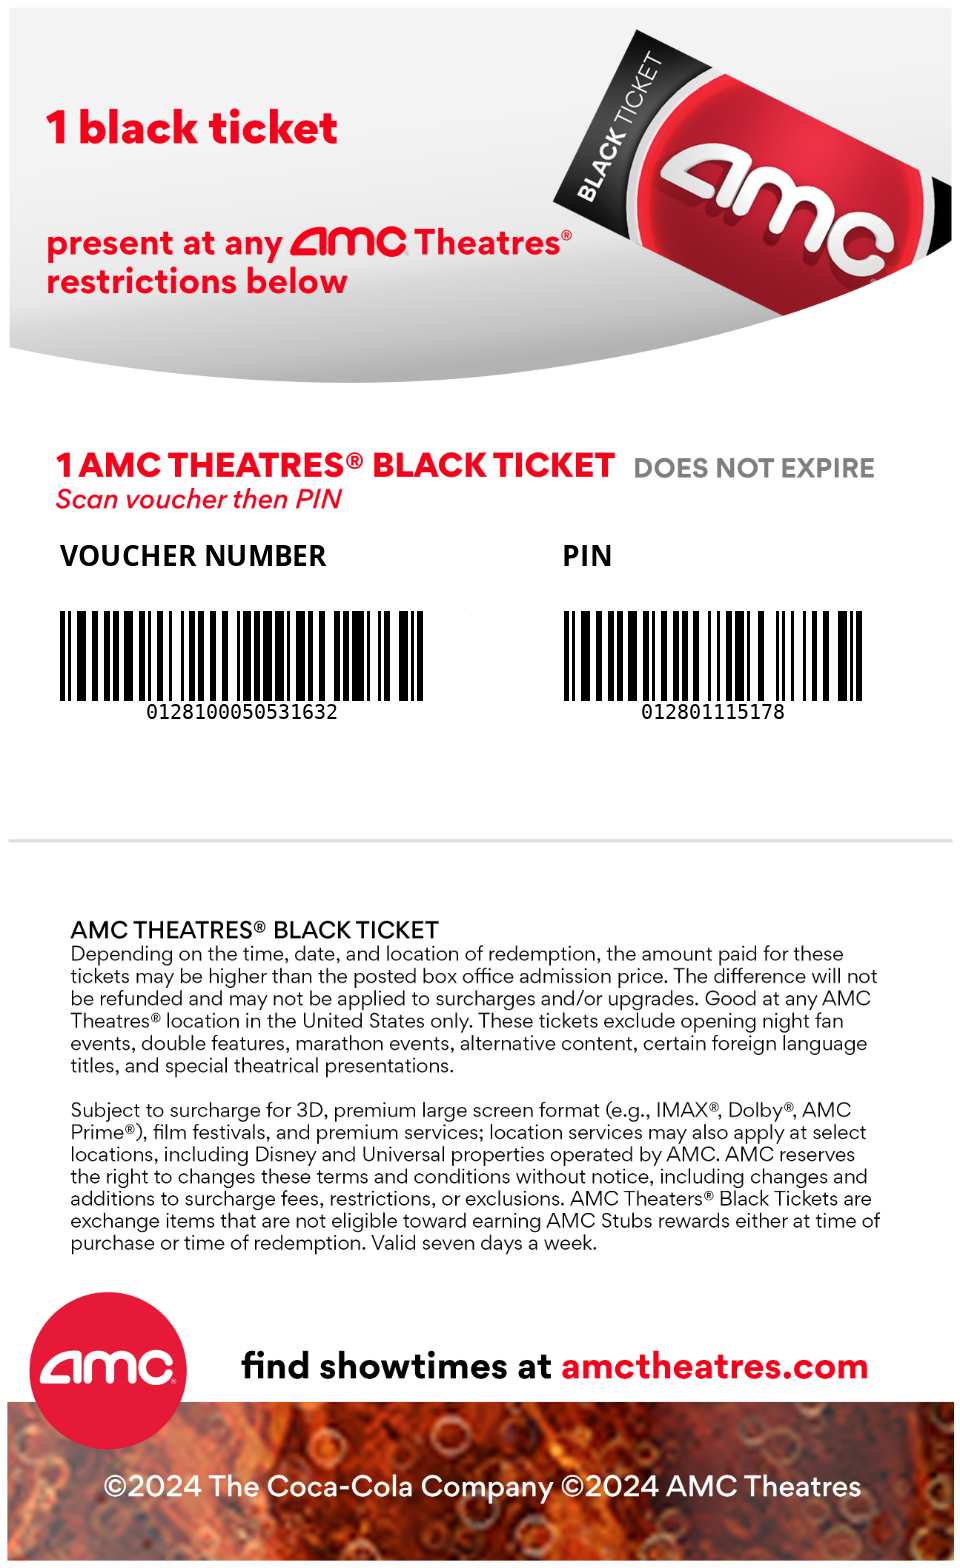 BLACK TICKET
amc
1 black ticket
present at any amc Theatres®
restrictions below
1 AMC THEATRES® BLACK TICKET DOES NOT EXPIRE
Scan voucher then PIN
VOUCHER NUMBER PIN
0128100050531632 012801115178
AMC THEATRES® BLACK TICKET
Depending on the time, date, and location of redemption, the amount paid for these
tickets may be higher than the posted box office admission price. The difference will not
be refunded and may not be applied to surcharges and/or upgrades. Good at any AMC
Theatres® location in the United States only. These tickets exclude opening night fan
events, double features, marathon events, alternative content, certain foreign language
titles, and special theatrical presentations.
Subject to surcharge for 3D, premium large screen format (e.g., IMAX®, Dolby®, AMC
Prime®), film festivals, and premium services; location services may also apply at select
locations, including Disney and Universal properties operated by AMC. AMC reserves
the right to changes these terms and conditions without notice, including changes and
additions to surcharge fees, restrictions, or exclusions. AMC Theaters® Black Tickets are
exchange items that are not eligible toward earning AMC Stubs rewards either at time of
purchase or time of redemption. Valid seven days a week.
amc®
find showtimes at amctheatres.com
©2024 The Coca-Cola Company ©2024 AMC Theatres